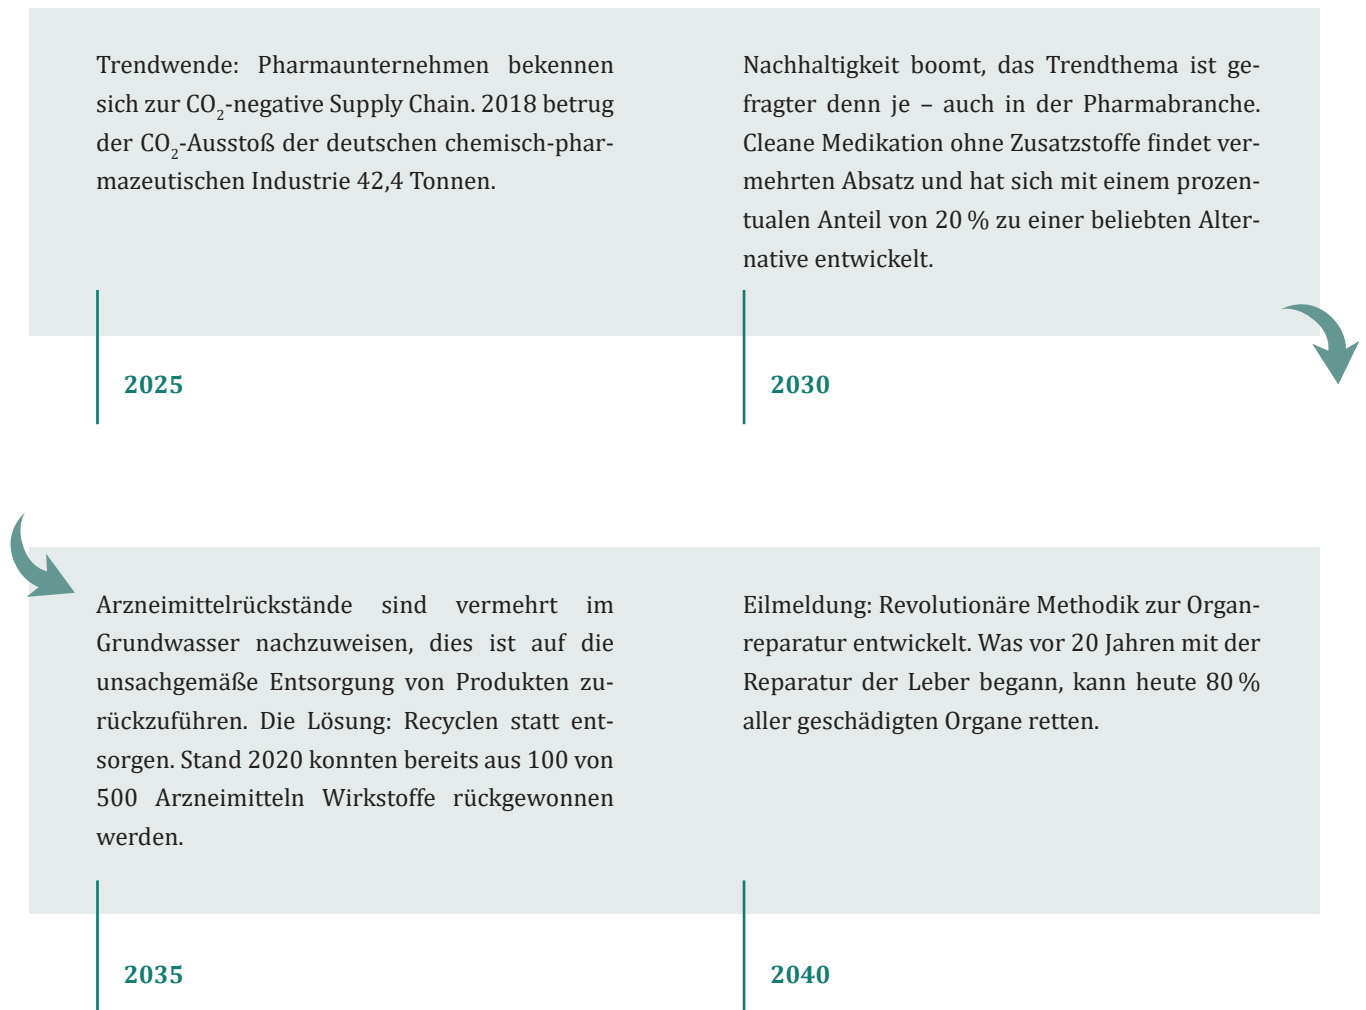 Trendwende: Pharmaunternehmen bekennen
sich zur CO₂-negative Supply Chain. 2018 betrug
der CO₂-Ausstoß der deutschen chemisch-phar-
mazeutischen Industrie 42,4 Tonnen.
2025
Nachhaltigkeit boomt, das Trendthema ist ge-
fragter denn je – auch in der Pharmabranche.
Cleane Medikation ohne Zusatzstoffe findet ver-
mehrten Absatz und hat sich mit einem prozen-
tualen Anteil von 20 % zu einer beliebten Alter-
native entwickelt.
2030
Arzneimittelrückstände sind vermehrt im
Grundwasser nachzuweisen, dies ist auf die
unsachgemäße Entsorgung von Produkten zu-
rückzuführen. Die Lösung: Recyclen statt ent-
sorgen. Stand 2020 konnten bereits aus 100 von
500 Arzneimitteln Wirkstoffe rückgewonnen
werden.
2035
Eilmeldung: Revolutionäre Methodik zur Organ-
reparatur entwickelt. Was vor 20 Jahren mit der
Reparatur der Leber begann, kann heute 80 %
aller geschädigten Organe retten.
2040